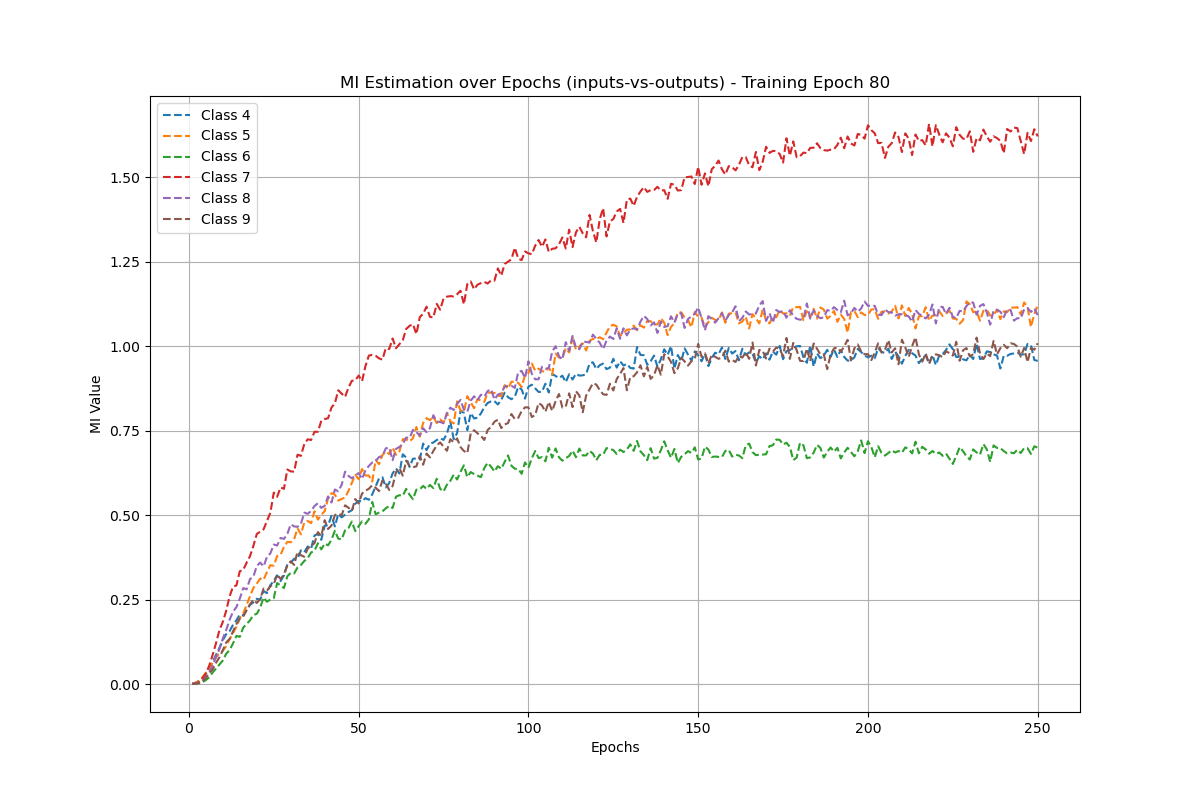 MI Estimation over Epochs (inputs-vs-outputs) - Training Epoch 80
Class 4
Class 5
Class 6
Class 7
Class 8
Class 9
1.50
1.25
1.00
0.75
0.50
0.25
0.00
MI Value
0 50 100 150 200 250
Epochs